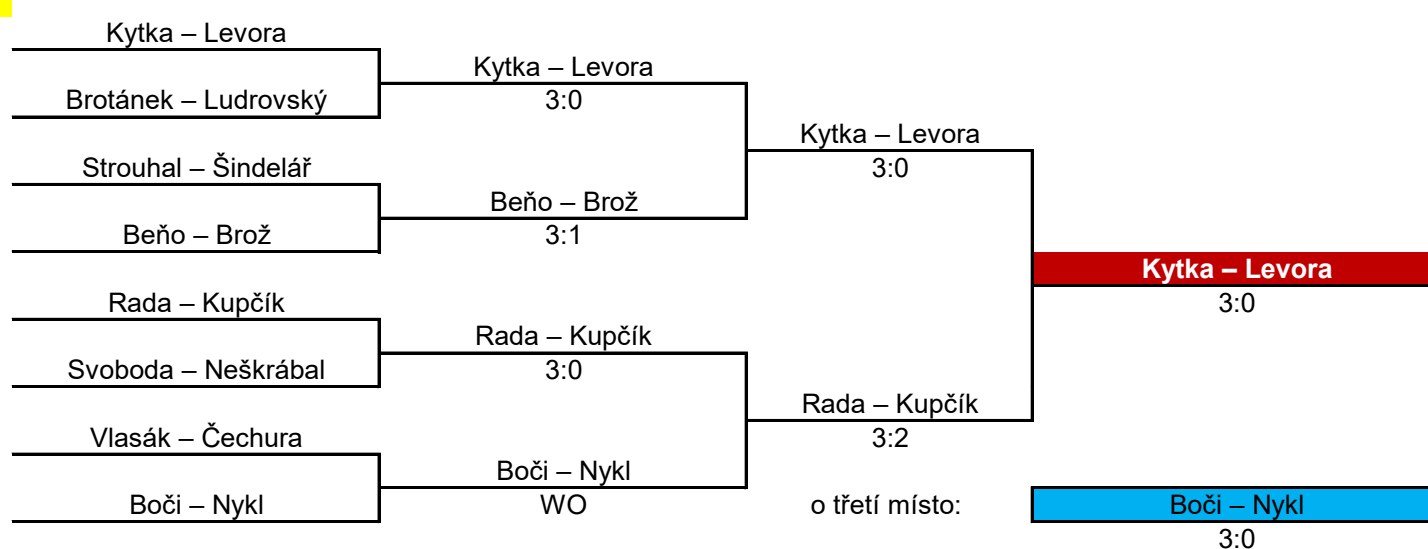 Kytka – Levora
Kytka – Levora
Brotánek – Ludrovský
3:0
Kytka – Levora
Strouhal – Šindelář
3:0
Beňo – Brož
Beňo – Brož
3:1
Kytka – Levora
Rada – Kupčík
3:0
Rada – Kupčík
Svoboda – Neškrábal
3:0
Rada – Kupčík
Vlasák – Čechura
3:2
Boči – Nykl
Boči – Nykl
WO
o třetí místo:
Boči – Nykl
3:0